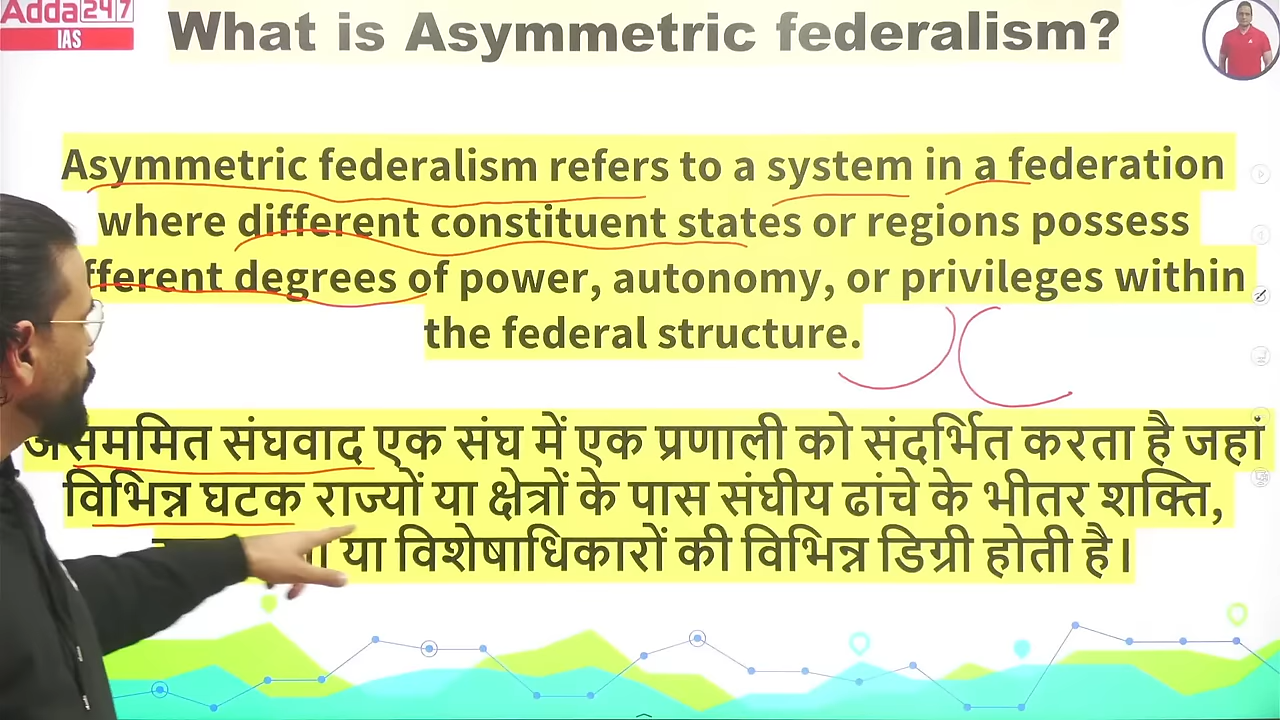 Adda247
IAS
What is Asymmetric federalism?
Asymmetric federalism refers to a system in a federation
where different constituent states or regions possess
degrees of power, autonomy, or privileges within
the federal structure.
असममित संघवाद एक संघ में एक प्रणाली को संदर्भित करता है जहां
विभिन्न घटक राज्यों या क्षेत्रों के पास संघीय ढांचे के भीतर शक्ति,
या विशेषाधिकारों की विभिन्न डिग्री होती है।